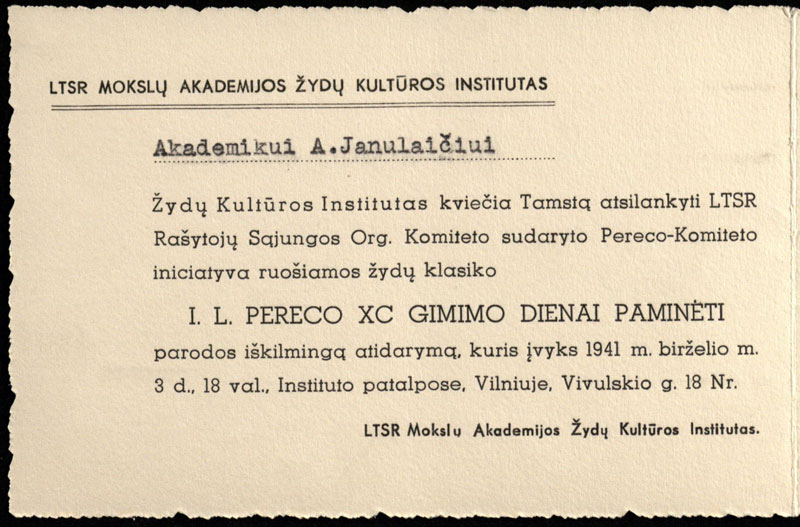 LTSR MOKSLŲ AKADEMIJOS ŽYDŲ KULTŪROS INSTITUTAS
Akademikui A.Janulaičiui
Žydų Kultūros Institutas kviečia Tamstą atsilankyti LTSR
Rašytojų Sąjungos Org. Komiteto sudaryto Pereco-Komiteto
iniciatyva ruošiamos žydų klasiko
I. L. PERECO XC GIMIMO DIENAI PAMINĖTI
parodos iškilmingą atidarymą, kuris įvyks 1941 m. birželio m.
3 d., 18 val., Instituto patalpose, Vilniuje, Vivulskio g. 18 Nr.
LTSR Mokslu Akademijos Žydų Kultūros Institutas.